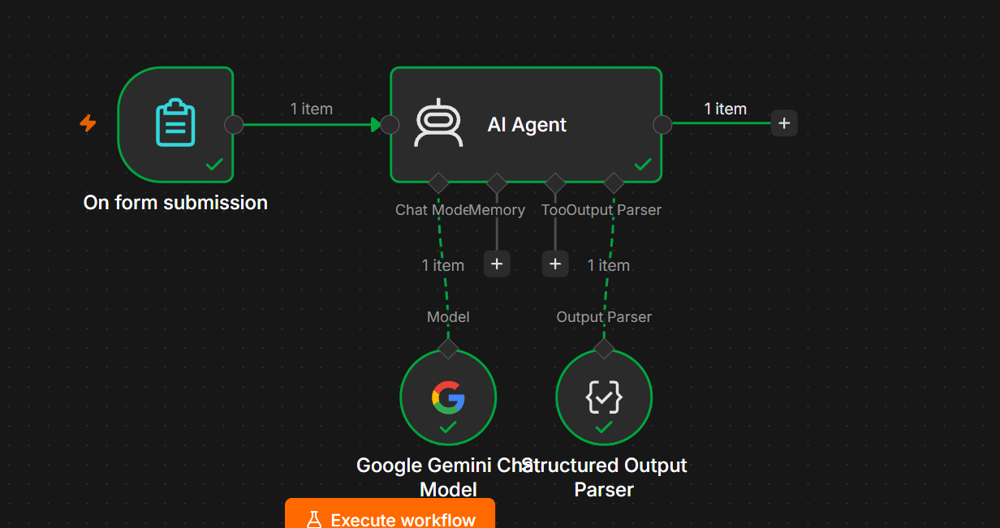 1 item
1 item
AI Agent
On form submission
Chat Mode
Memory
Too
Output Parser
1 item
1 item
Model
Output Parser
Google Gemini Chat
Model
Structured Output
Parser
Execute workflow